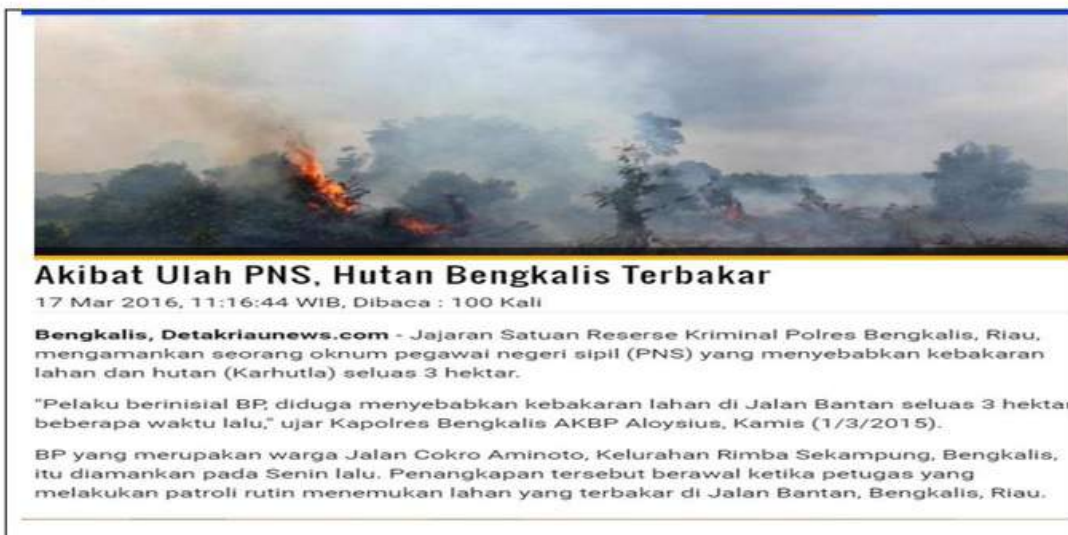 Akibat Ulah PNS, Hutan Bengkalis Terbakar
17 Mar 2016, 11:16:44 WIB, Dibaca : 100 Kali
Bengkalis, Detakriaunews.com - Jajaran Satuan Reserse Kriminal Polres Bengkalis, Riau,
mengamankan seorang oknum pegawai negeri sipil (PNS) yang menyebabkan kebakaran
lahan dan hutan (Karhutla) seluas 3 hektar.
"Pelaku berinisial BP, diduga menyebabkan kebakaran lahan di Jalan Bantan seluas 3 hektar
beberapa waktu lalu," ujar Kapolres Bengkalis AKBP Aloysius, Kamis (1/3/2015).
BP yang merupakan warga Jalan Cokro Aminoto, Kelurahan Rimba Sekampung, Bengkalis,
itu diamankan pada Senin lalu. Penangkapan tersebut berawal ketika petugas yang
melakukan patroli rutin menemukan lahan yang terbakar di Jalan Bantan, Bengkalis, Riau.